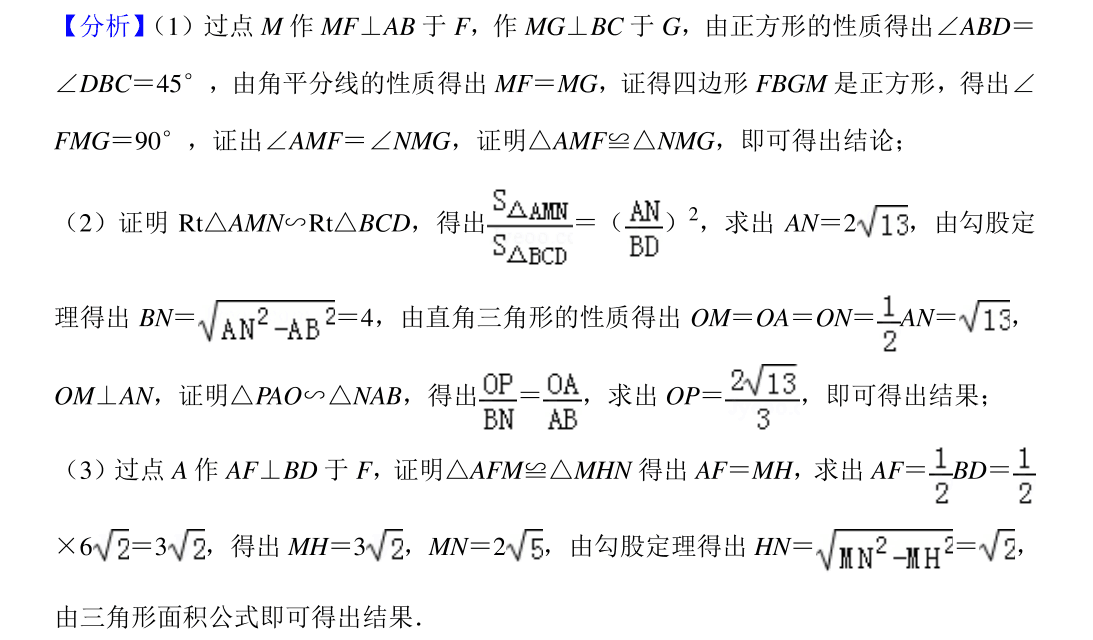 【分析】（1）过点 M 作 MF⊥AB 于 F，作 MG⊥BC 于 G，由正方形的性质得出∠ABD＝
∠DBC＝45°，由角平分线的性质得出 MF＝MG，证得四边形 FBGM 是正方形，得出∠
FMG＝90°，证出∠AMF＝∠NMG，证明△AMF≌△NMG，即可得出结论；
（2）证明 Rt△AMN∽Rt△BCD，得出S△AMN/S△BCD＝（AN/BD）²，求出 AN＝2√13，由勾股定
理得出 BN＝√(AN²-AB²)＝4，由直角三角形的性质得出 OM＝OA＝ON＝1/2AN＝√13，
OM⊥AN，证明△PAO∽△NAB，得出OP/BN＝OA/AB，求出 OP＝2√13/3，即可得出结果；
（3）过点 A 作 AF⊥BD 于 F，证明△AFM≌△MHN 得出 AF＝MH，求出 AF＝1/2BD＝1/2
×6√2＝3√2，得出 MH＝3√2，MN＝2√5，由勾股定理得出 HN＝√(MN²-MH²)＝√2，
由三角形面积公式即可得出结果．